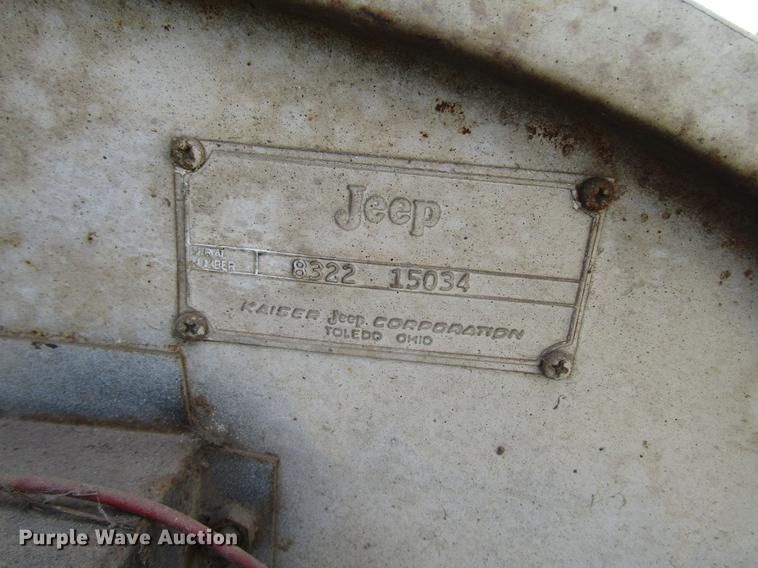 Jeep
SERIAL
NUMBER
8322 15034
KAISER Jeep CORPORATION
TOLEDO OHIO
Purple Wave Auction